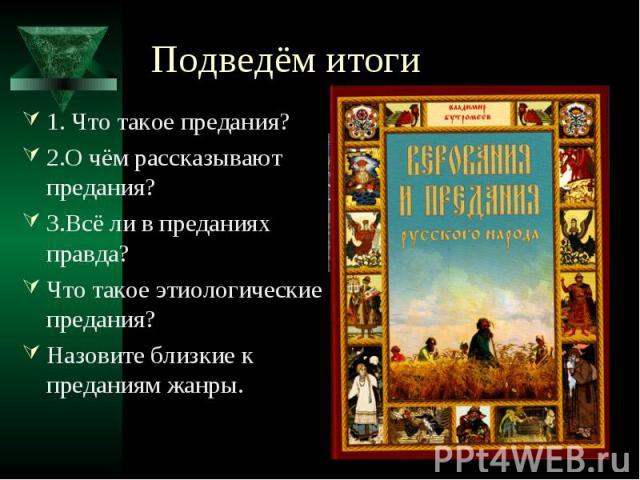 Подведём итоги
1. Что такое предания?
2.О чём рассказывают
предания?
3.Всё ли в преданиях
правда?
Что такое этиологические
предания?
Назовите близкие к
преданиям жанры.
владимир
бутромеев
ВЕРОВАНИЯ
И ПРЕДАНИЯ
русского народа
PPt4WEB.ru